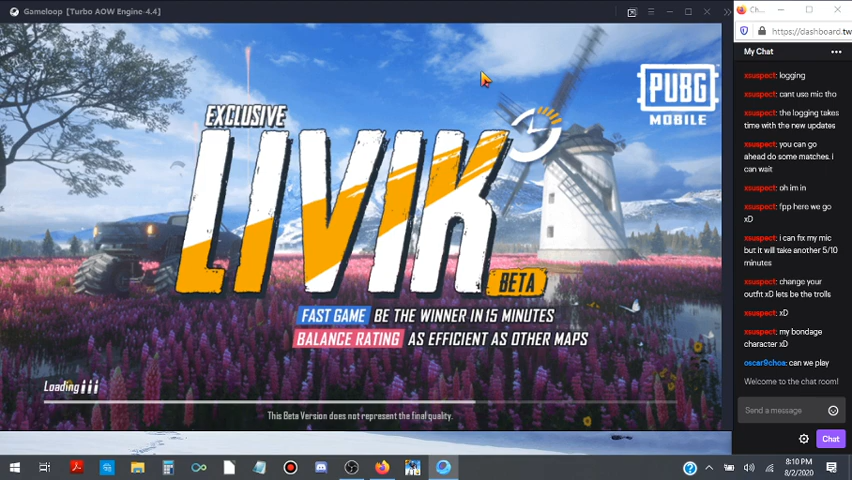 Gameloop [Turbo AOW Engine-4.4]
EXCLUSIVE
LIVIK
BETA
PUBG
MOBILE
FAST GAME BE THE WINNER IN 15 MINUTES
BALANCE RATING AS EFFICIENT AS OTHER MAPS
Loading
This Beta Version does not represent the final quality.
Ch...
https://dashboard.tw
My Chat
xsuspect: logging
xsuspect: cant use mic tho
xsuspect: the logging takes
time with the new updates
xsuspect: you can go
ahead do some matches. i
can wait
xsuspect: oh im in
xsuspect: fpp here we go
xD
xsuspect: i can fix my mic
but it will take another 5/10
minutes
xsuspect: change your
outfit xD lets be the trolls
xsuspect: xD
xsuspect: my bondage
character xD
oscar9choa: can we play
Welcome to the chat room!
Send a message
Chat
8:10 PM
8/2/2020